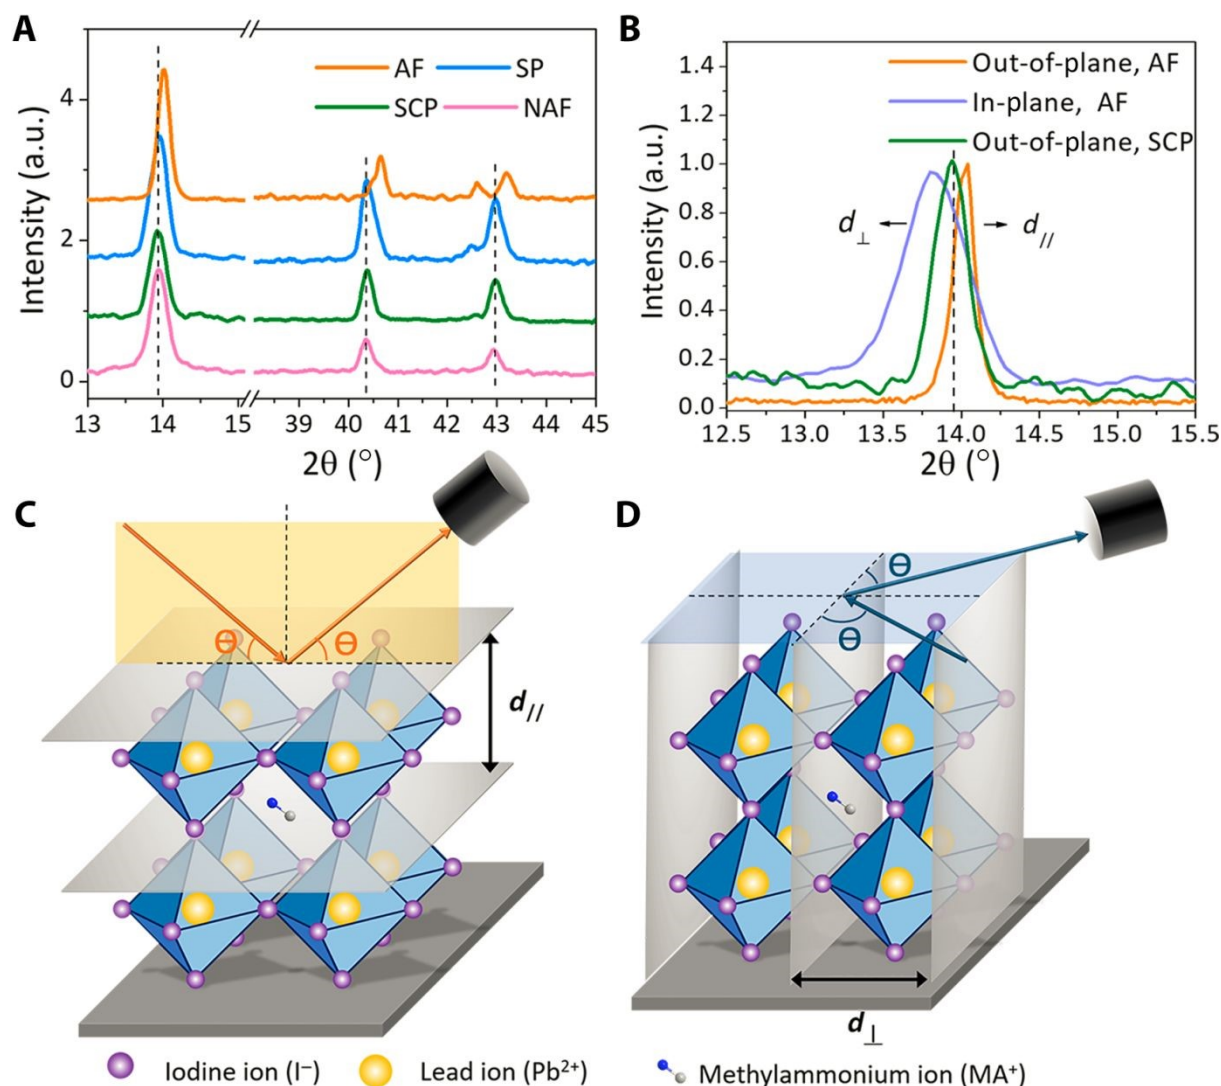 A
Intensity (a.u.)
4
2
0
AF
SP
SCP
NAF
13
14
15
39
40
41
42
43
44
45
2θ (°)
B
Intensity (a.u.)
1.4
1.2
1.0
0.8
0.6
0.4
0.2
0.0
Out-of-plane, AF
In-plane, AF
Out-of-plane, SCP
d⊥
d//
12.5
13.0
13.5
14.0
14.5
15.0
15.5
2θ (°)
C
Θ
Θ
d//
D
Θ
Θ
d⊥
Iodine ion (I⁻)
Lead ion (Pb²⁺)
Methylammonium ion (MA⁺)